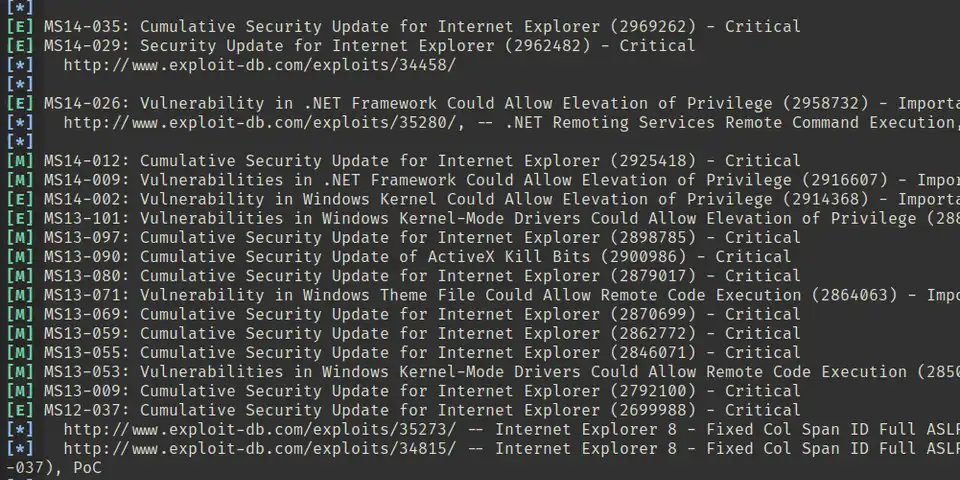 [*]
[E] MS14-035: Cumulative Security Update for Internet Explorer (2969262) - Critical
[E] MS14-029: Security Update for Internet Explorer (2962482) - Critical
[*]   http://www.exploit-db.com/exploits/34458/
[*]
[E] MS14-026: Vulnerability in .NET Framework Could Allow Elevation of Privilege (2958732) - Importa
[*]   http://www.exploit-db.com/exploits/35280/, -- .NET Remoting Services Remote Command Execution,
[*]
[M] MS14-012: Cumulative Security Update for Internet Explorer (2925418) - Critical
[M] MS14-009: Vulnerabilities in .NET Framework Could Allow Elevation of Privilege (2916607) - Impor
[E] MS14-002: Vulnerability in Windows Kernel Could Allow Elevation of Privilege (2914368) - Importa
[E] MS13-101: Vulnerabilities in Windows Kernel-Mode Drivers Could Allow Elevation of Privilege (288
[M] MS13-097: Cumulative Security Update for Internet Explorer (2898785) - Critical
[M] MS13-090: Cumulative Security Update of ActiveX Kill Bits (2900986) - Critical
[M] MS13-080: Cumulative Security Update for Internet Explorer (2879017) - Critical
[M] MS13-071: Vulnerability in Windows Theme File Could Allow Remote Code Execution (2864063) - Impo
[M] MS13-069: Cumulative Security Update for Internet Explorer (2870699) - Critical
[M] MS13-059: Cumulative Security Update for Internet Explorer (2862772) - Critical
[M] MS13-055: Cumulative Security Update for Internet Explorer (2846071) - Critical
[M] MS13-053: Vulnerabilities in Windows Kernel-Mode Drivers Could Allow Remote Code Execution (2850
[M] MS13-009: Cumulative Security Update for Internet Explorer (2792100) - Critical
[E] MS12-037: Cumulative Security Update for Internet Explorer (2699988) - Critical
[*]   http://www.exploit-db.com/exploits/35273/ -- Internet Explorer 8 - Fixed Col Span ID Full ASLR
[*]   http://www.exploit-db.com/exploits/34815/ -- Internet Explorer 8 - Fixed Col Span ID Full ASLR
-037), PoC